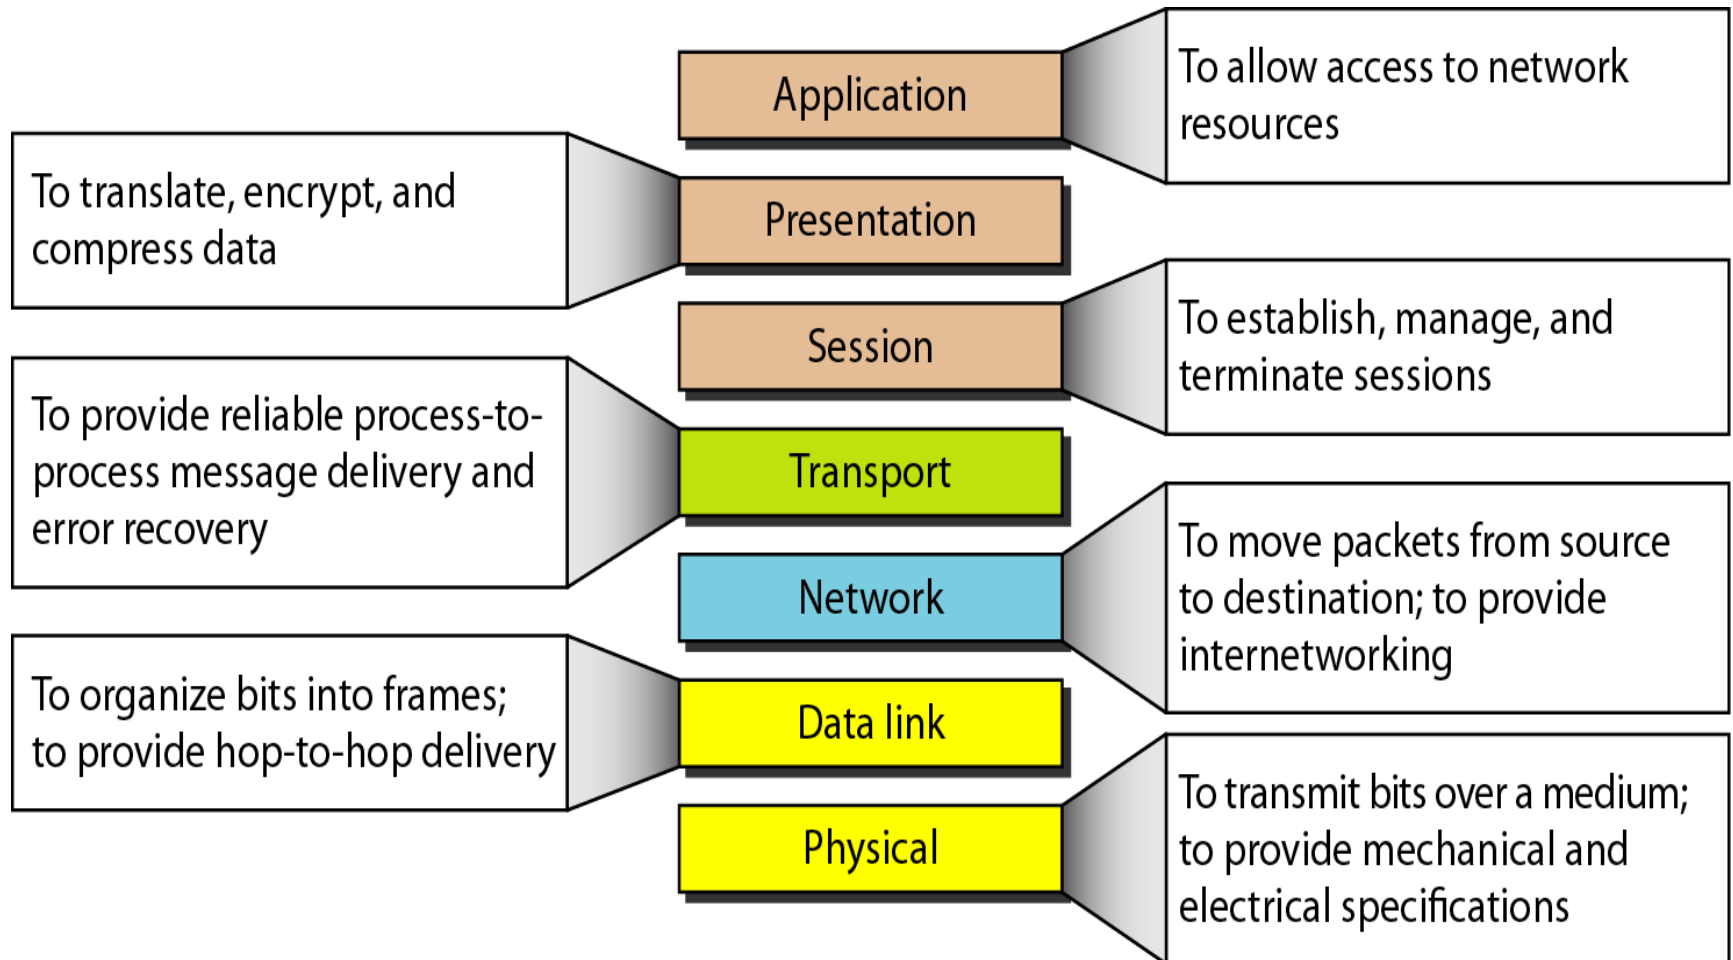 Application
To allow access to network
resources
To translate, encrypt, and
compress data
Presentation
Session
To establish, manage, and
terminate sessions
To provide reliable process-to-
process message delivery and
error recovery
Transport
Network
To move packets from source
to destination; to provide
internetworking
To organize bits into frames;
to provide hop-to-hop delivery
Data link
Physical
To transmit bits over a medium;
to provide mechanical and
electrical specifications